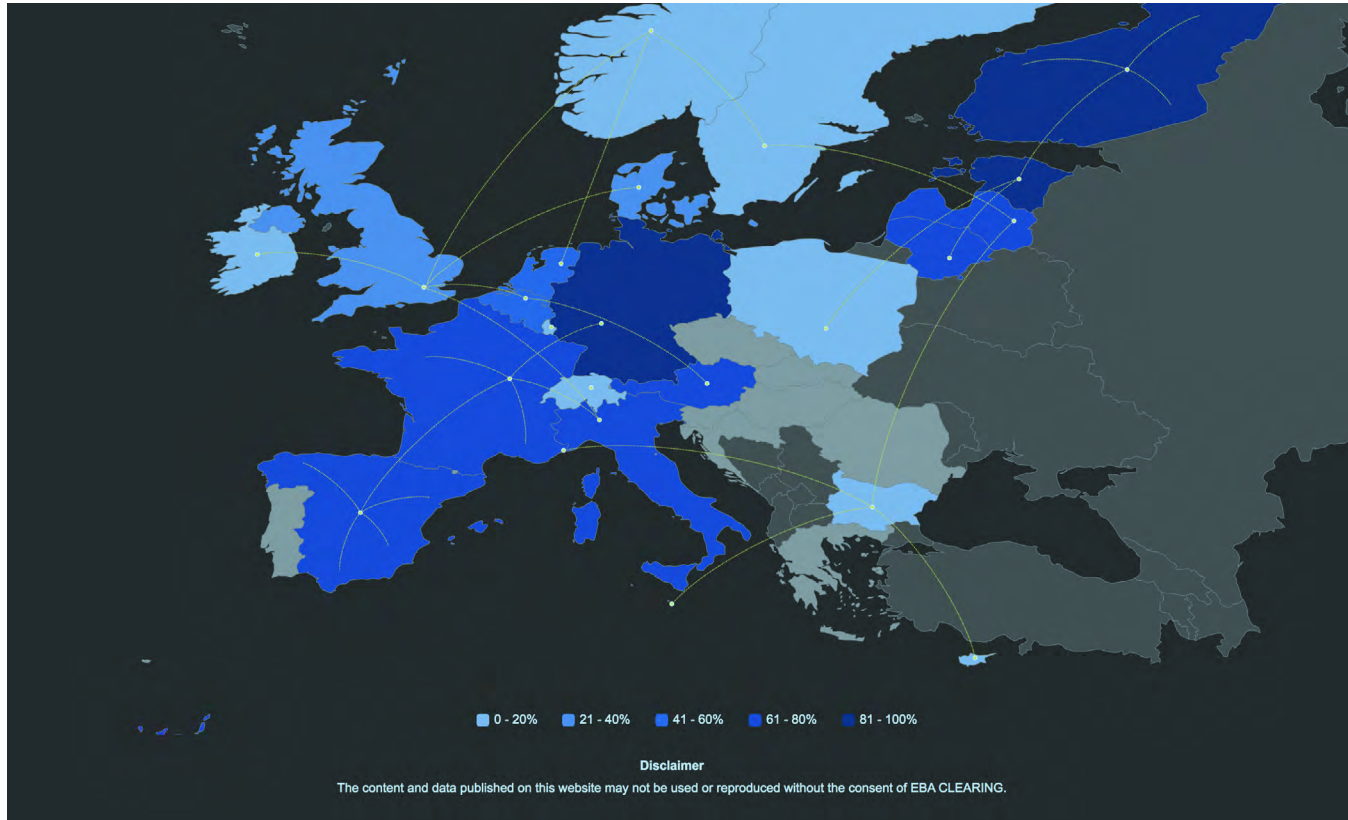 0 - 20% 21 - 40% 41 - 60% 61 - 80% 81 - 100%
Disclaimer
The content and data published on this website may not be used or reproduced without the consent of EBA CLEARING.